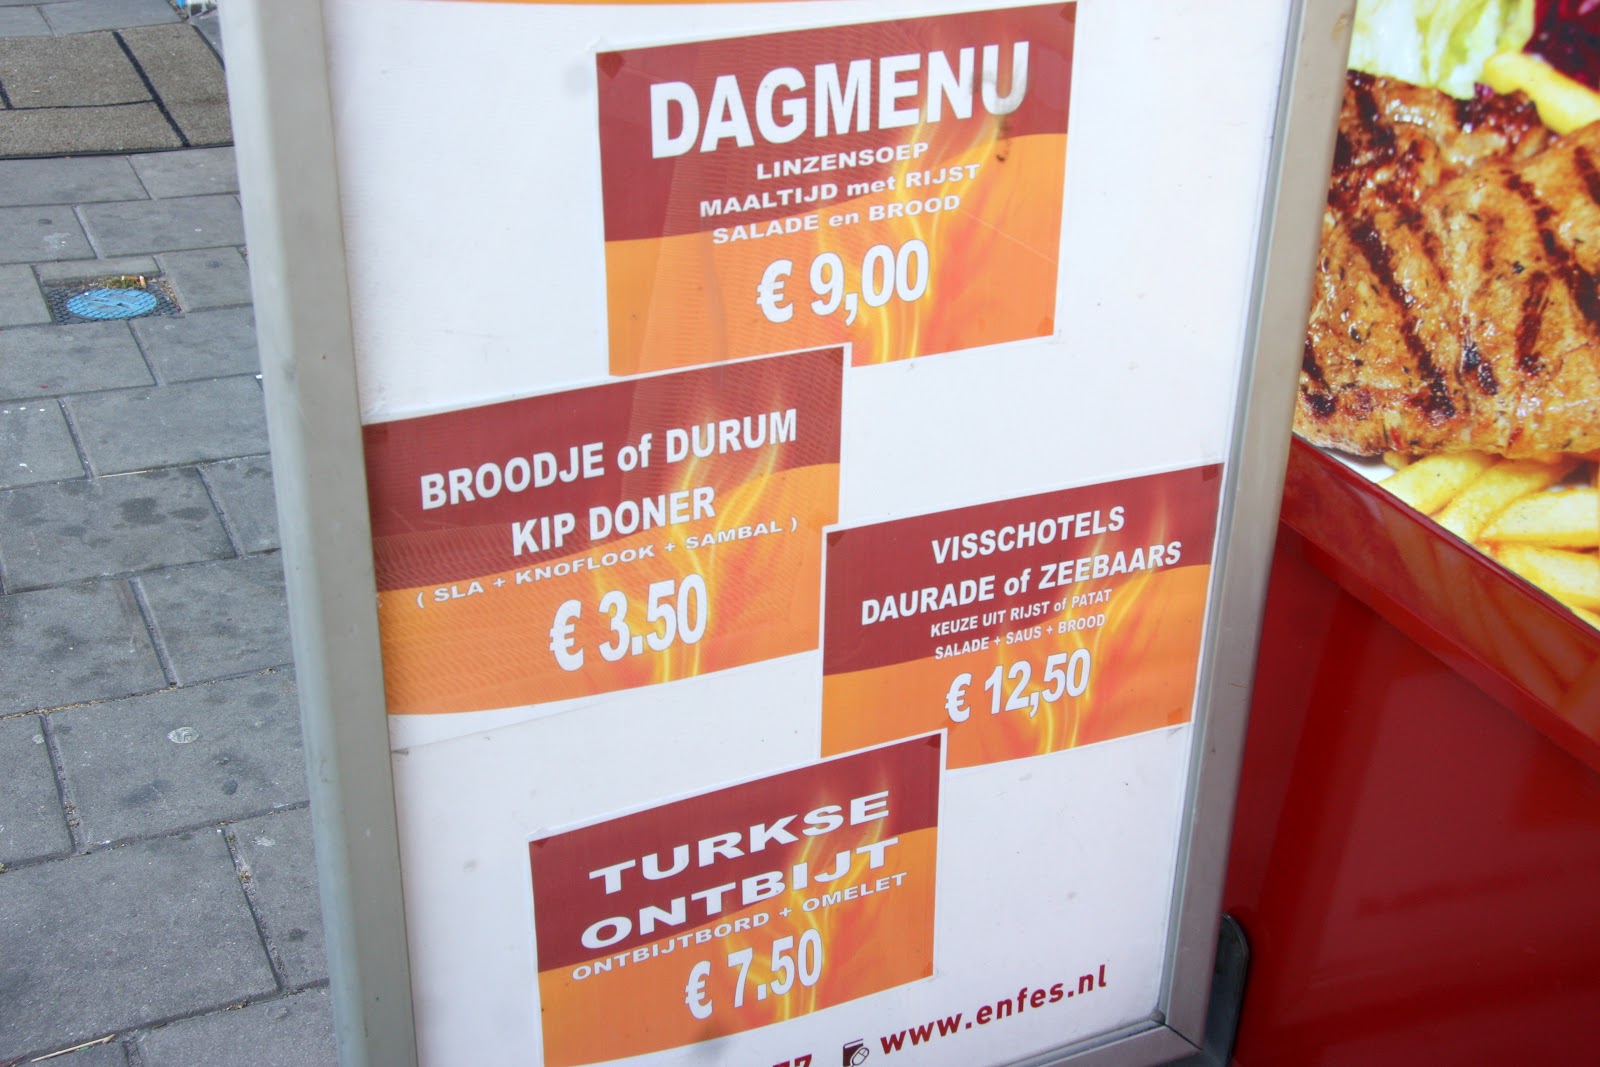 DAGMENU
LINZENSOEP
MAALTIJD met RIJST
SALADE en BROOD
€ 9,00
BROODJE of DURUM
KIP DONER
( SLA + KNOFLOOK + SAMBAL )
€ 3.50
VISSCHOTELS
DAURADE of ZEEBAARS
KEUZE UIT RIJST of PATAT
SALADE + SAUS + BROOD
€ 12,50
TURKSE
ONTBIJT
ONTBIJTBORD + OMELET
€ 7.50
www.enfes.nl